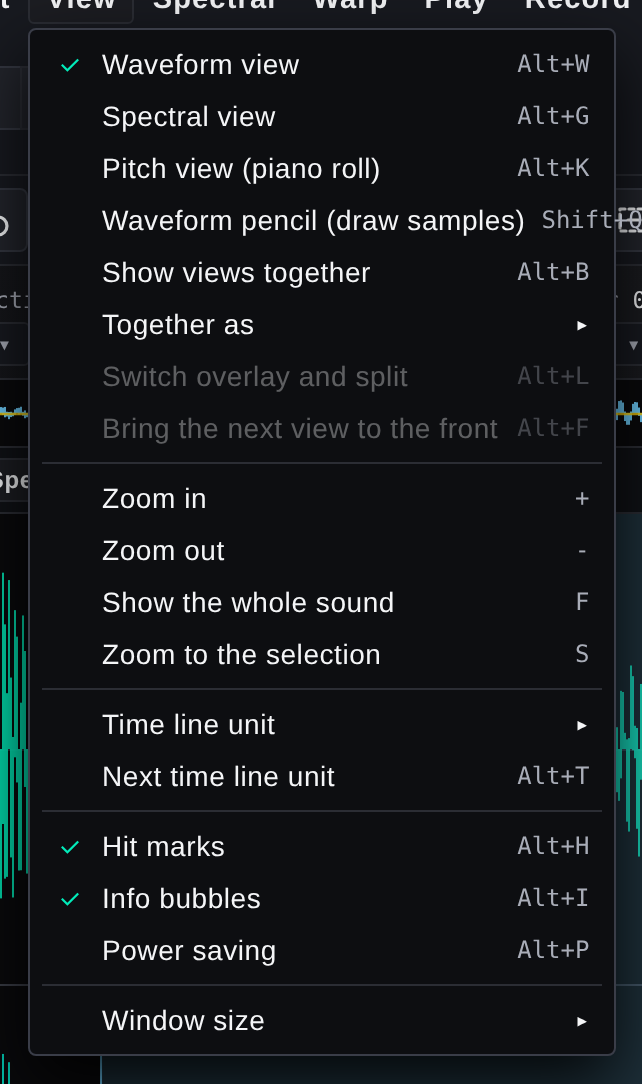 View Spectral Warp Play Record
Waveform view Alt+W
Spectral view Alt+G
Pitch view (piano roll) Alt+K
Waveform pencil (draw samples) Shift+Q
Show views together Alt+B
Together as ▸
Switch overlay and split Alt+L
Bring the next view to the front Alt+F
Zoom in +
Zoom out -
Show the whole sound F
Zoom to the selection S
Time line unit ▸
Next time line unit Alt+T
Hit marks Alt+H
Info bubbles Alt+I
Power saving Alt+P
Window size ▸